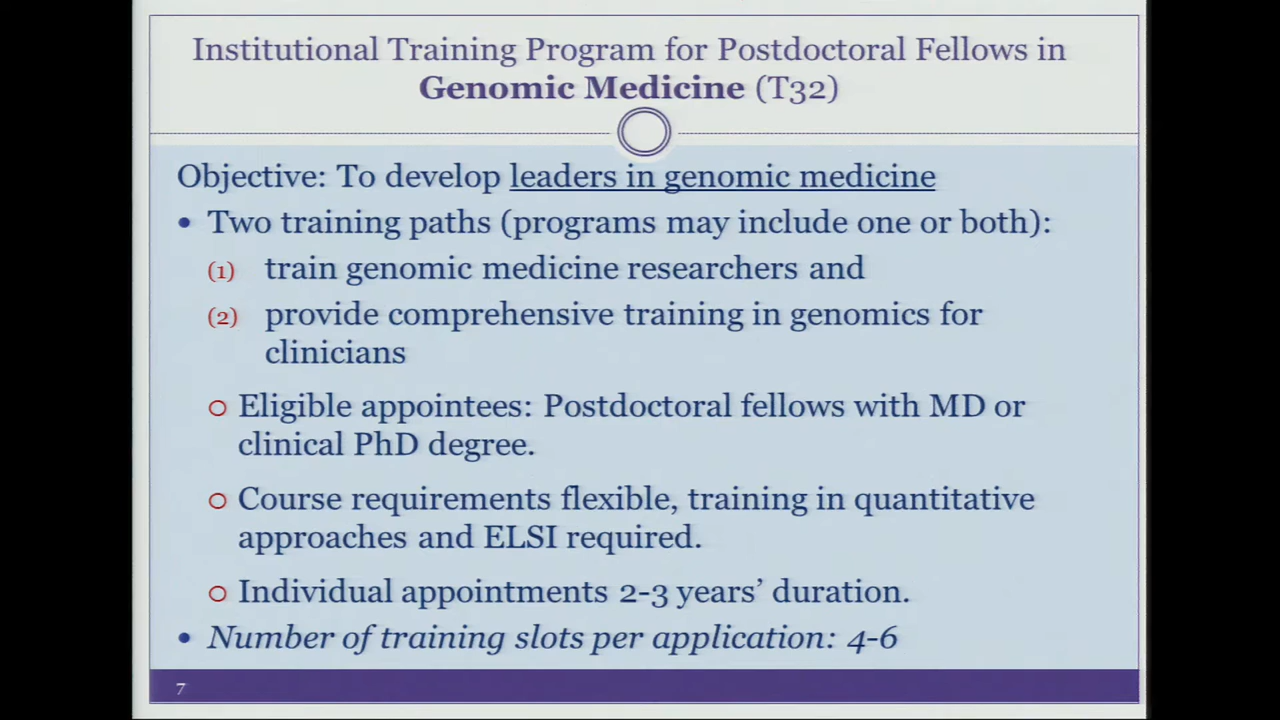 Institutional Training Program for Postdoctoral Fellows in
Genomic Medicine (T32)
Objective: To develop leaders in genomic medicine
• Two training paths (programs may include one or both):
(1) train genomic medicine researchers and
(2) provide comprehensive training in genomics for
clinicians
○ Eligible appointees: Postdoctoral fellows with MD or
clinical PhD degree.
○ Course requirements flexible, training in quantitative
approaches and ELSI required.
○ Individual appointments 2-3 years’ duration.
• Number of training slots per application: 4-6
7